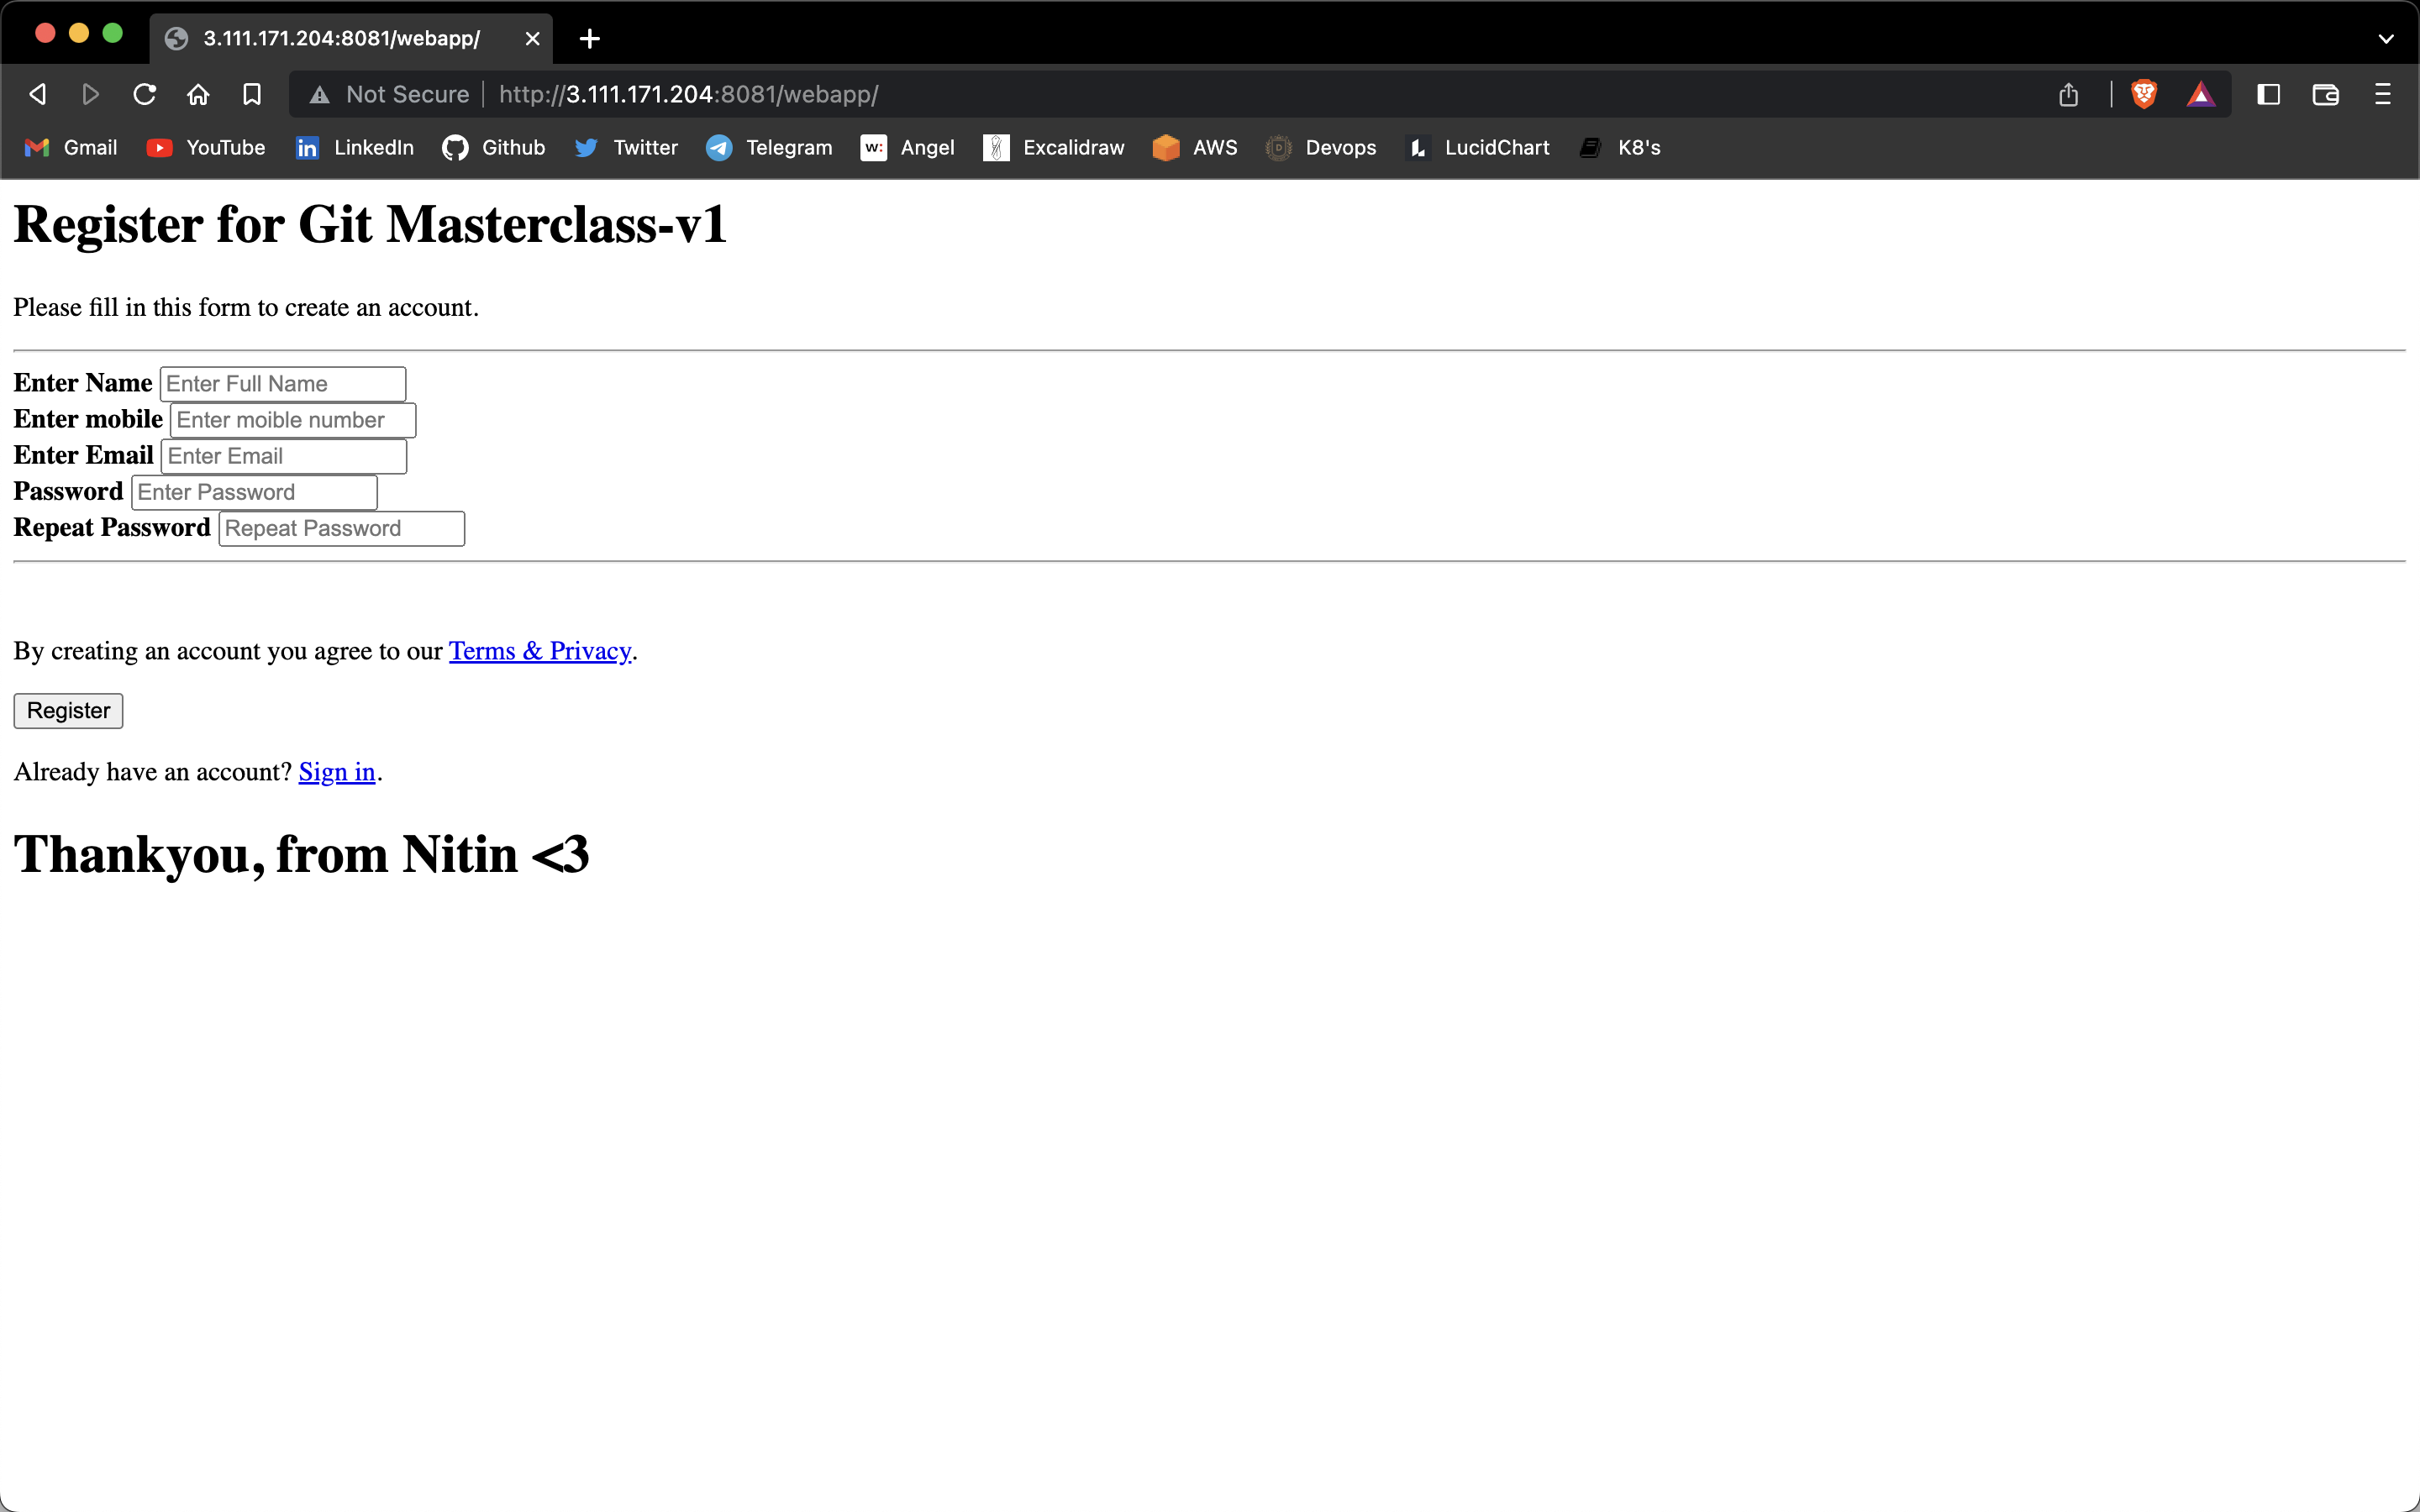 3.111.171.204:8081/webapp/
Not Secure http://3.111.171.204:8081/webapp/
Gmail YouTube LinkedIn Github Twitter Telegram w: Angel Excalidraw AWS Devops LucidChart K8's
Register for Git Masterclass-v1
Please fill in this form to create an account.
Enter Name Enter Full Name
Enter mobile Enter moible number
Enter Email Enter Email
Password Enter Password
Repeat Password Repeat Password
By creating an account you agree to our Terms & Privacy.
Register
Already have an account? Sign in.
Thankyou, from Nitin <3